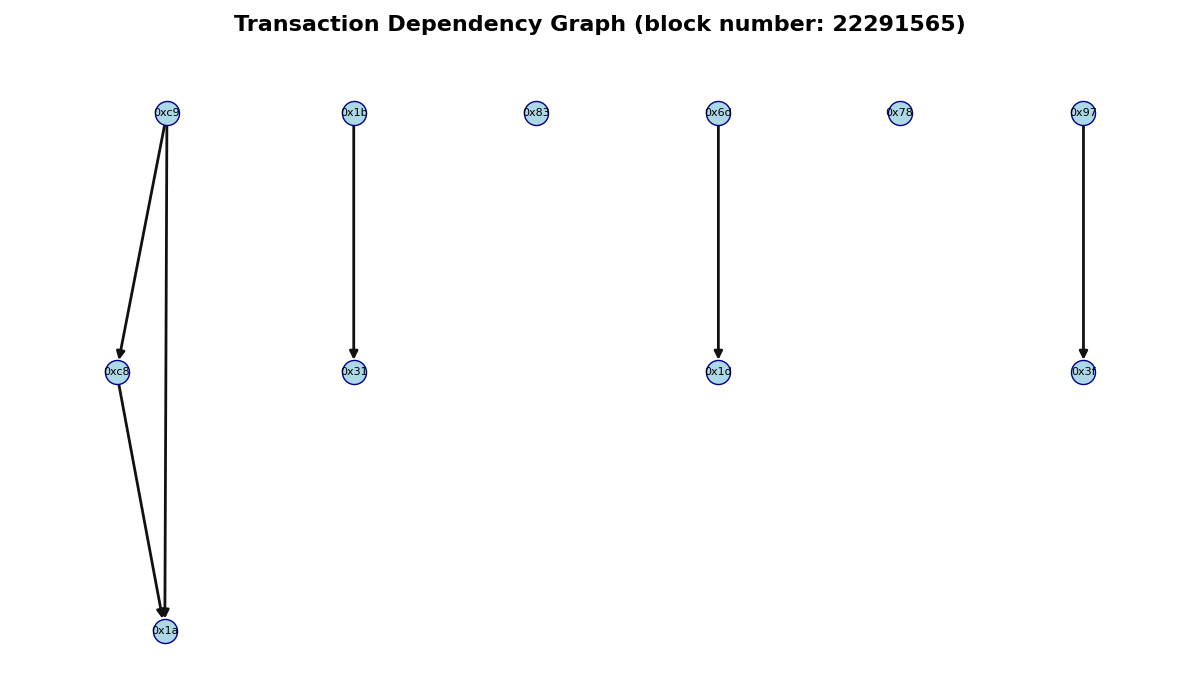 Transaction Dependency Graph (block number: 22291565)
0xc9 0x1b 0x83 0x6d 0x78 0x97
0xc8 0x31 0x1d 0x3f
0x1a